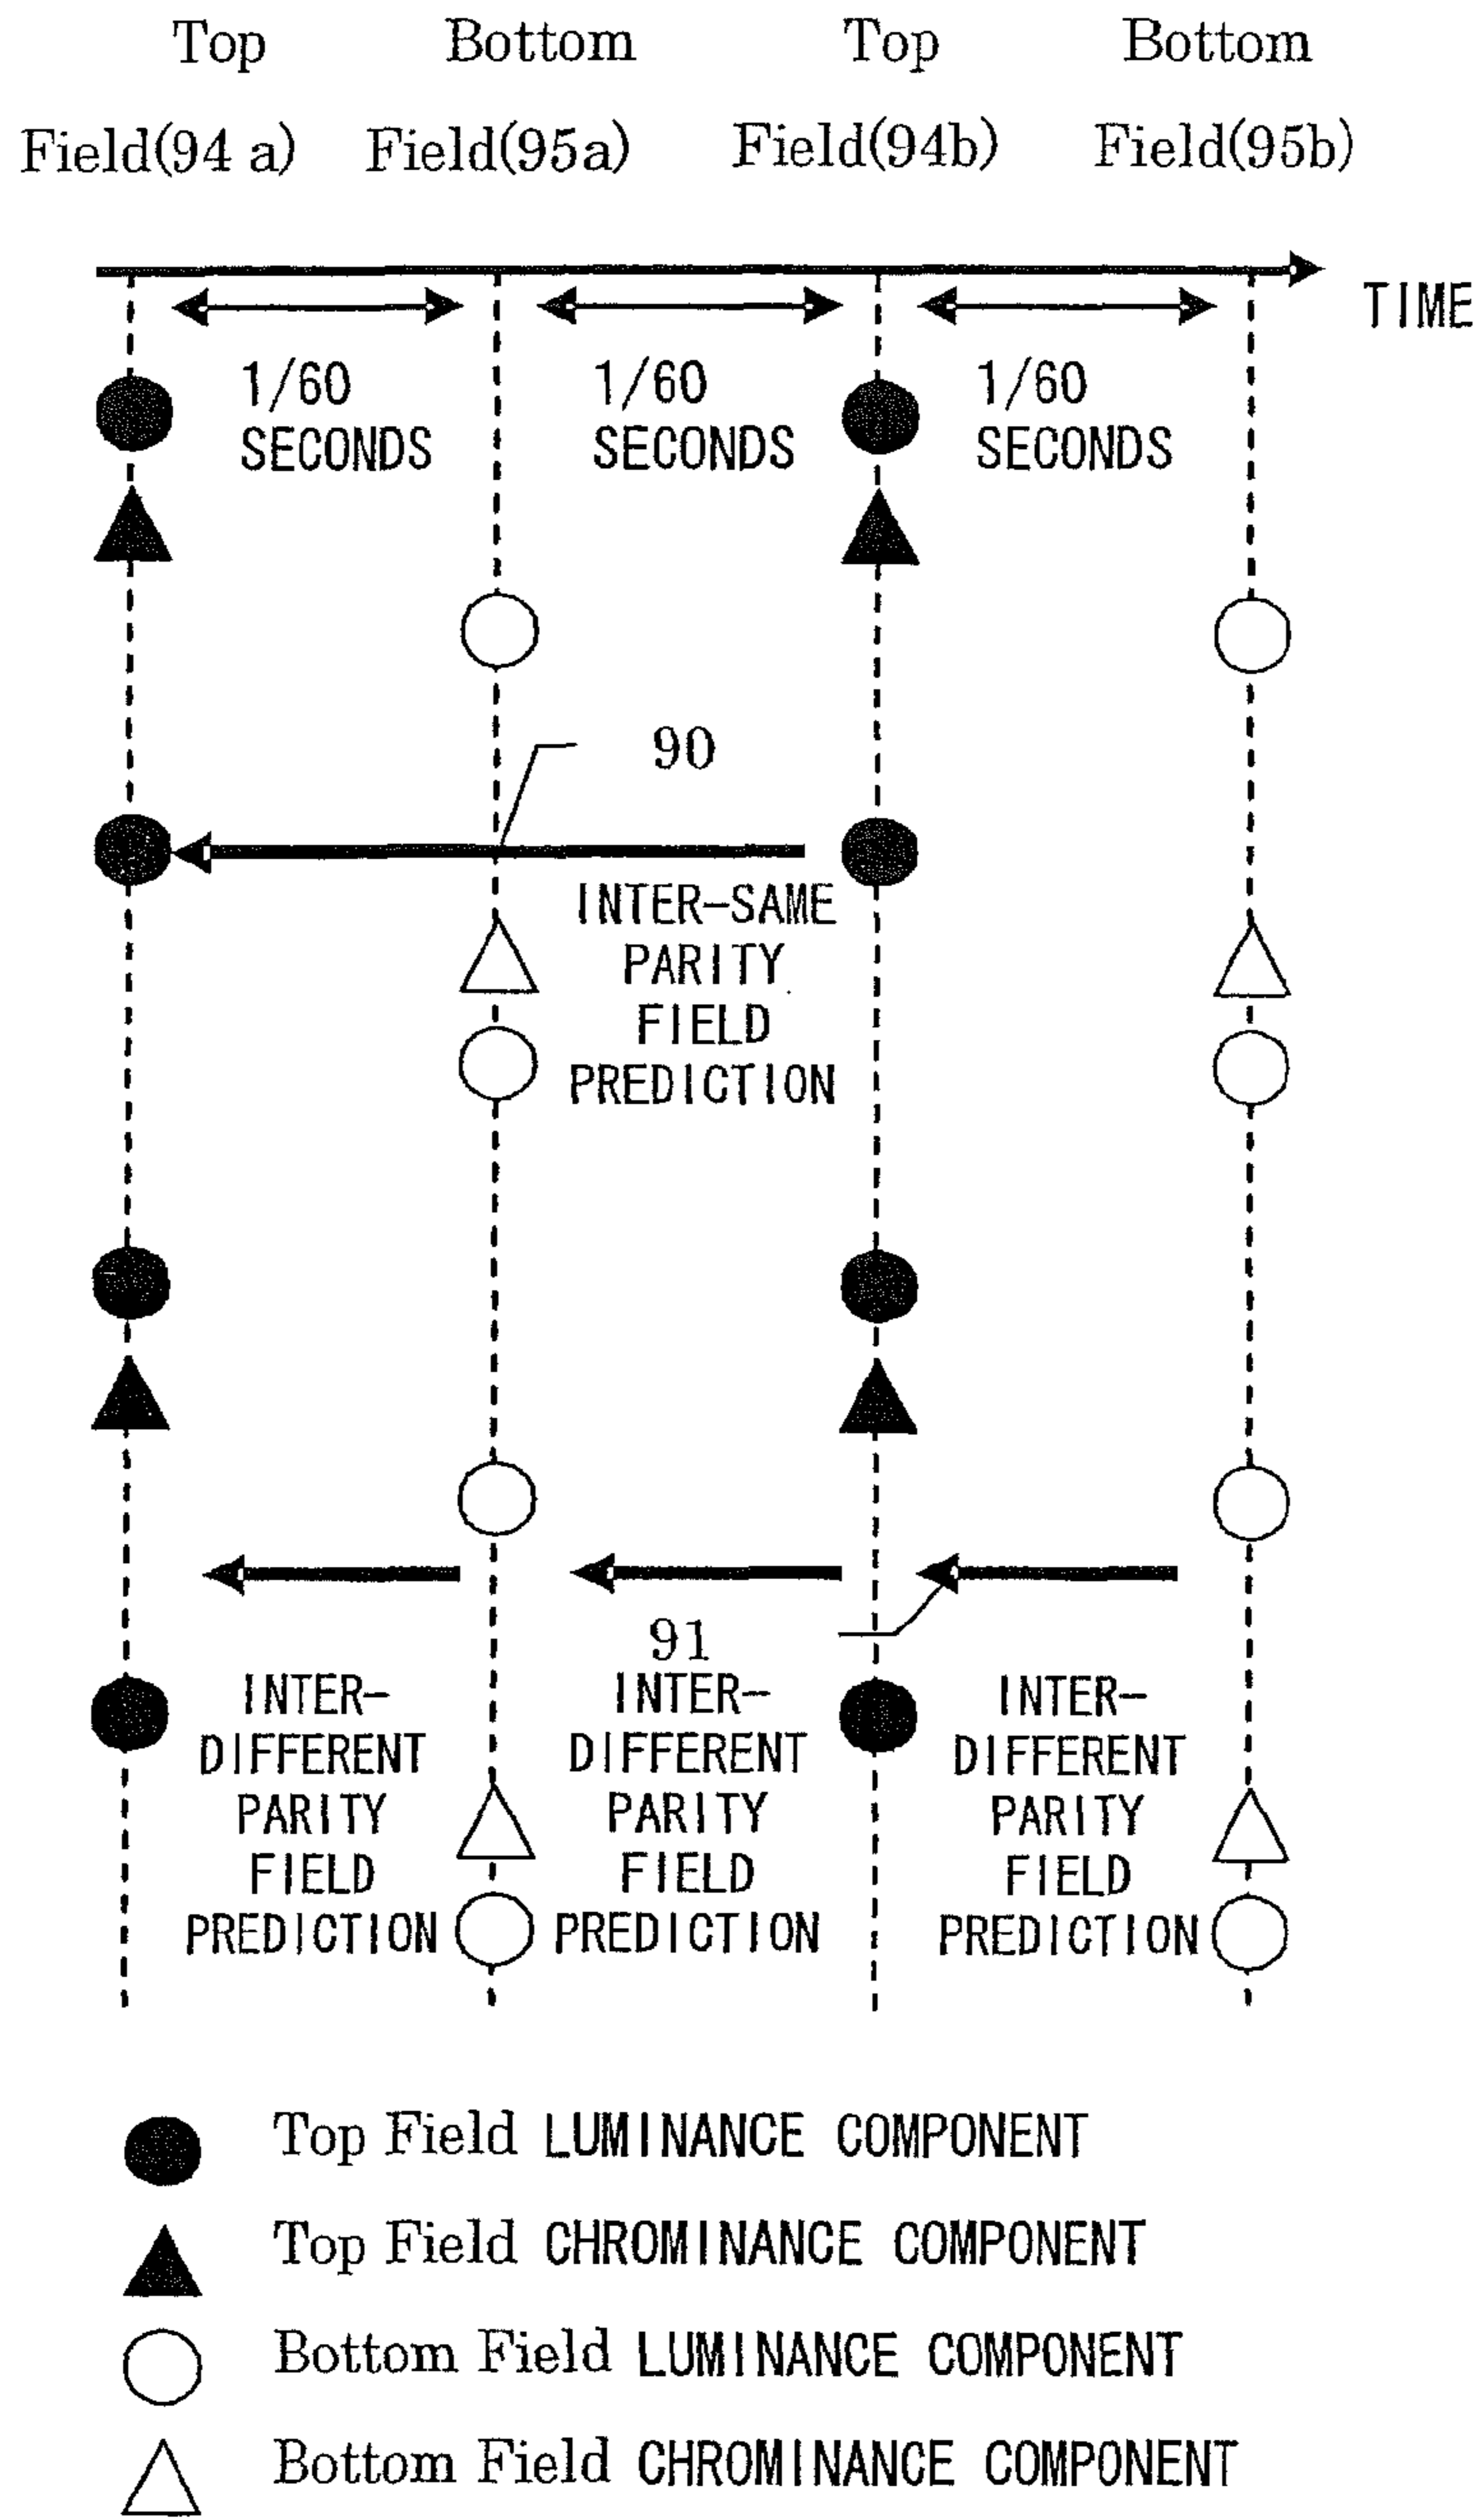 Top Bottom Top Bottom
Field(94 a) Field(95a) Field(94b) Field(95b)
TIME
1/60 1/60 1/60
SECONDS SECONDS SECONDS
90
INTER-SAME
PARITY
FIELD
PREDICTION
91
INTER- INTER- INTER-
DIFFERENT DIFFERENT DIFFERENT
PARITY PARITY PARITY
FIELD FIELD FIELD
PREDICTION PREDICTION PREDICTION
Top Field LUMINANCE COMPONENT
Top Field CHROMINANCE COMPONENT
Bottom Field LUMINANCE COMPONENT
Bottom Field CHROMINANCE COMPONENT